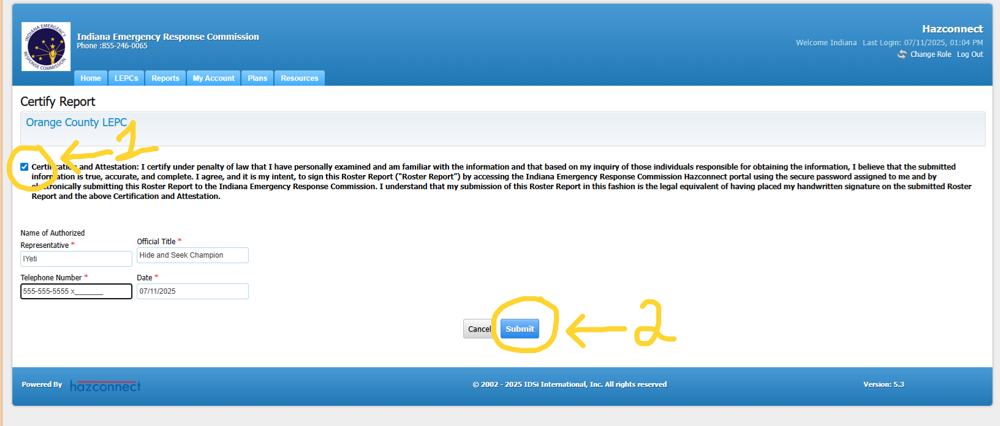 INDIANA EMERGENCY
RESPONSE COMMISSION
Indiana Emergency Response Commission
Phone :855-246-0065
Hazconnect
Welcome Indiana Last Login: 07/11/2025, 01:04 PM
Change Role Log Out
Home LEPCs Reports My Account Plans Resources
Certify Report
Orange County LEPC
1
Certification and Attestation: I certify under penalty of law that I have personally examined and am familiar with the information and that based on my inquiry of those individuals responsible for obtaining the information, I believe that the submitted
information is true, accurate, and complete. I agree, and it is my intent, to sign this Roster Report (“Roster Report”) by accessing the Indiana Emergency Response Commission Hazconnect portal using the secure password assigned to me and by
electronically submitting this Roster Report to the Indiana Emergency Response Commission. I understand that my submission of this Roster Report in this fashion is the legal equivalent of having placed my handwritten signature on the submitted Roster
Report and the above Certification and Attestation.
Name of Authorized
Representative *
Official Title *
IYeti
Hide and Seek Champion
Telephone Number * Date *
555-555-5555 x_______ 07/11/2025
Cancel Submit
2
Powered By hazconnect © 2002 - 2025 IDSi International, Inc. All rights reserved Version: 5.3